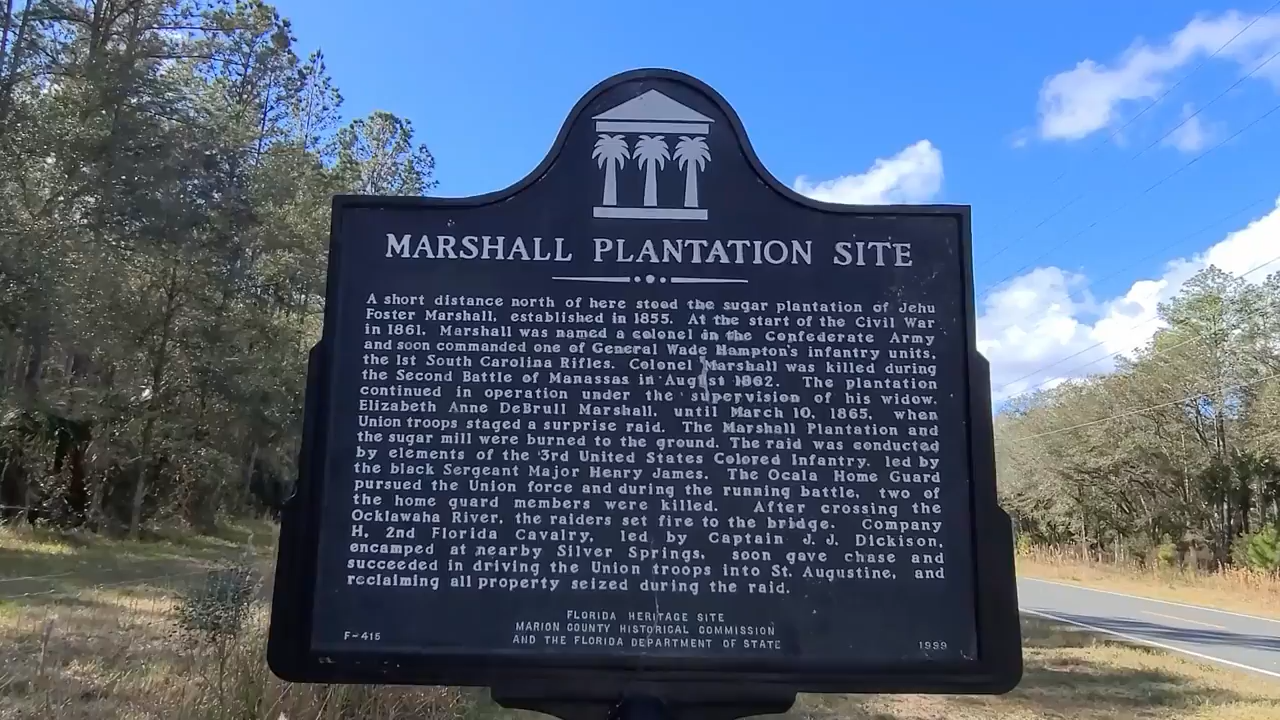 MARSHALL PLANTATION SITE
A short distance north of here stood the sugar plantation of Jehu
Foster Marshall, established in 1855. At the start of the Civil War
in 1861, Marshall was named a colonel in the Confederate Army
and soon commanded one of General Wade Hampton's infantry units,
the 1st South Carolina Rifles. Colonel Marshall was killed during
the Second Battle of Manassas in August 1862. The plantation
continued in operation under the supervision of his widow,
Elizabeth Anne DeBrull Marshall, until March 10, 1865, when
Union troops staged a surprise raid. The Marshall Plantation and
the sugar mill were burned to the ground. The raid was conducted
by elements of the 3rd United States Colored Infantry, led by
the black Sergeant Major Henry James. The Ocala Home Guard
pursued the Union force and during the running battle, two of
the home guard members were killed. After crossing the
Ocklawaha River, the raiders set fire to the bridge. Company
H, 2nd Florida Cavalry, led by Captain J. J. Dickison,
encamped at nearby Silver Springs, soon gave chase and
succeeded in driving the Union troops into St. Augustine, and
reclaiming all property seized during the raid.
FLORIDA HERITAGE SITE
MARION COUNTY HISTORICAL COMMISSION
AND THE FLORIDA DEPARTMENT OF STATE
F-415
1999